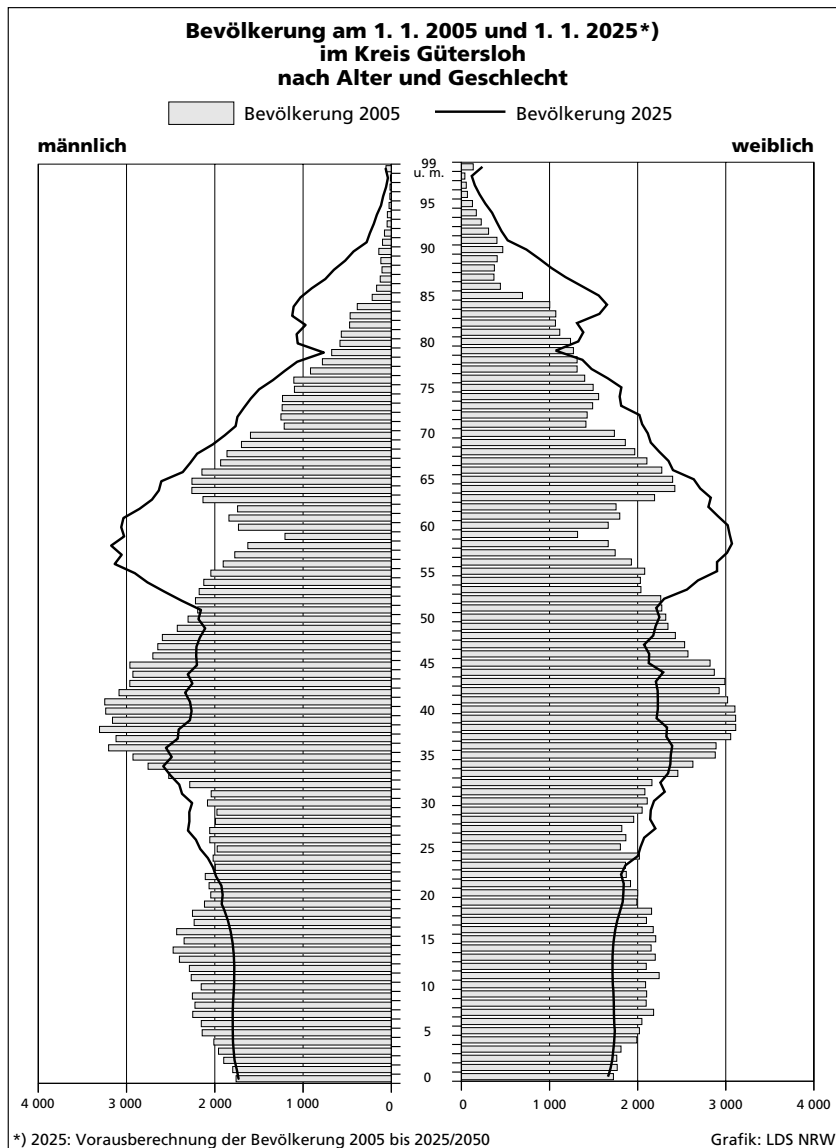 Bevölkerung am 1. 1. 2005 und 1. 1. 2025*)
im Kreis Gütersloh
nach Alter und Geschlecht
Bevölkerung 2005 Bevölkerung 2025
männlich weiblich
99
u. m.
95
90
85
80
75
70
65
60
55
50
45
40
35
30
25
20
15
10
5
0
4 000 3 000 2 000 1 000 0 0 1 000 2 000 3 000 4 000
*) 2025: Vorausberechnung der Bevölkerung 2005 bis 2025/2050 Grafik: LDS NRW